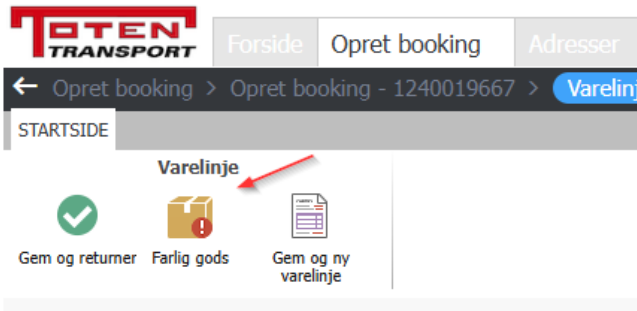 TOTEN
TRANSPORT
Forside
Opret booking
Adresser
Opret booking > Opret booking - 1240019667 > Varelinj
STARTSIDE
Varelinje
Gem og returner
Farlig gods
Gem og ny
varelinje